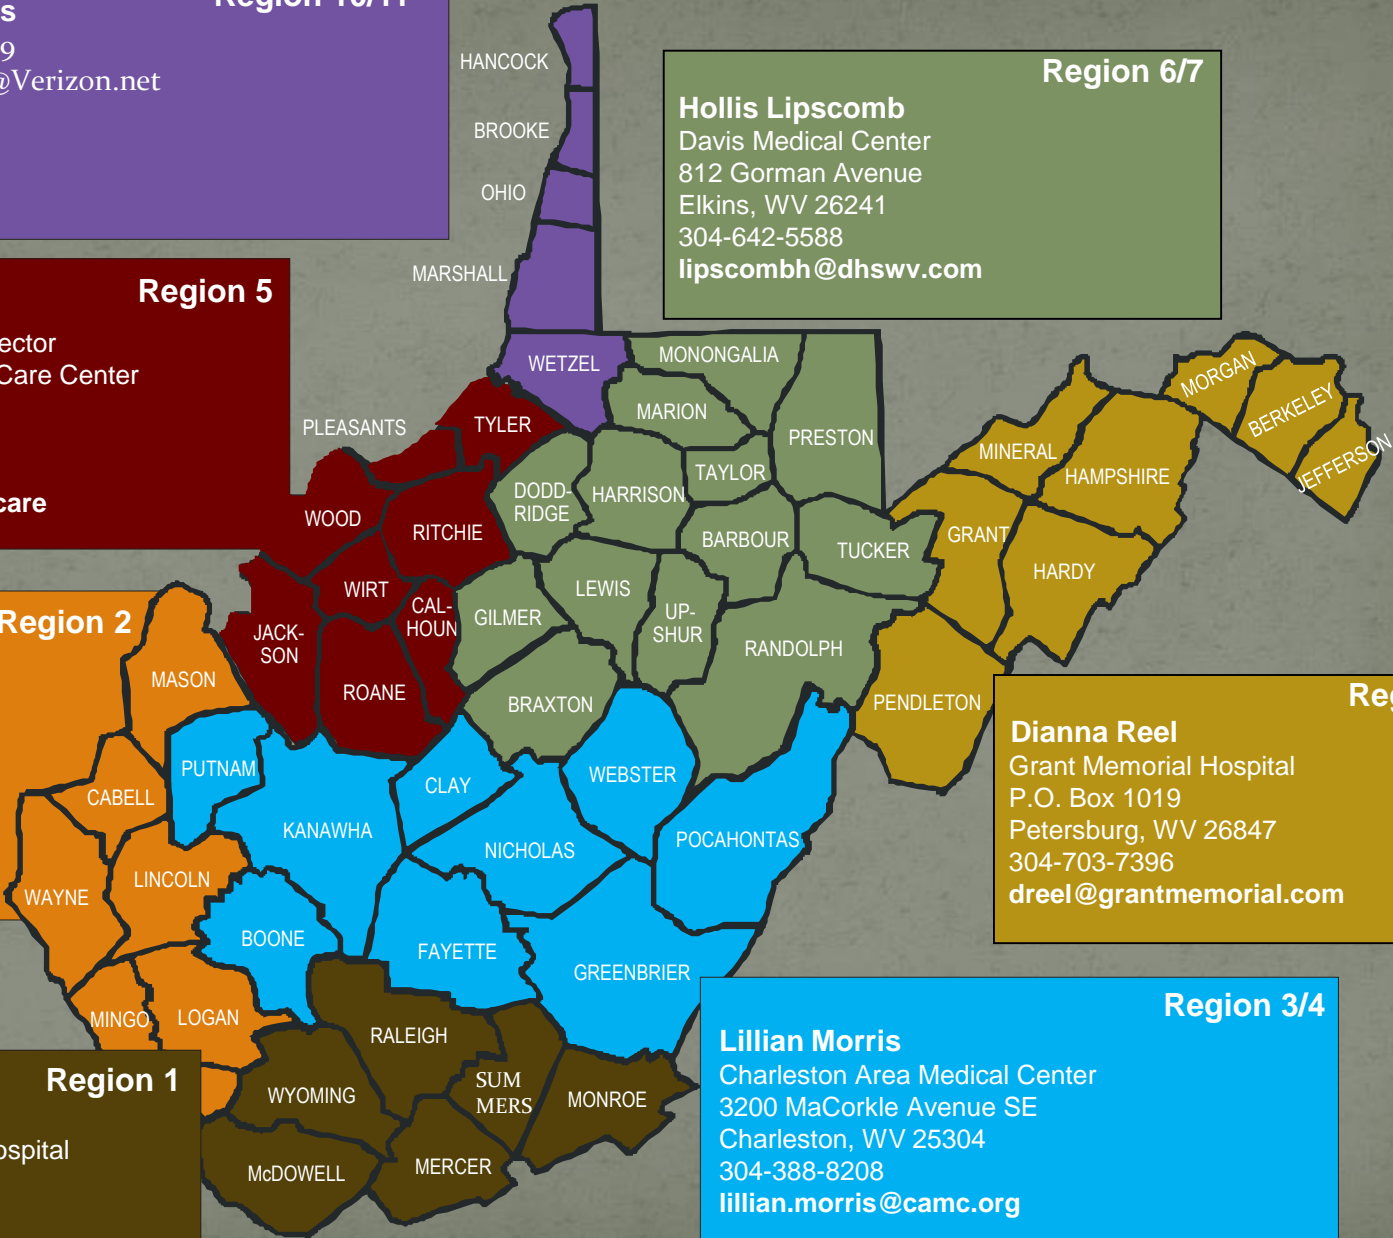 Region 10/11
s
9
@Verizon.net
Region 6/7
Hollis Lipscomb
Davis Medical Center
812 Gorman Avenue
Elkins, WV 26241
304-642-5588
lipscombh@dhswv.com
Region 5
ector
Care Center
care
Region 2
Region 1
ospital
Reg
Dianna Reel
Grant Memorial Hospital
P.O. Box 1019
Petersburg, WV 26847
304-703-7396
dreel@grantmemorial.com
Region 3/4
Lillian Morris
Charleston Area Medical Center
3200 MaCorkle Avenue SE
Charleston, WV 25304
304-388-8208
lillian.morris@camc.org
HANCOCK
BROOKE
OHIO
MARSHALL
WETZEL
MONONGALIA
MARION
PRESTON
TAYLOR
TYLER
PLEASANTS
DODD-
RIDGE
HARRISON
WOOD
RITCHIE
BARBOUR
TUCKER
WIRT
CAL-
HOUN
GILMER
LEWIS
UP-
SHUR
RANDOLPH
JACK-
SON
ROANE
BRAXTON
MORGAN
BERKELEY
JEFFERSON
MINERAL
HAMPSHIRE
GRANT
HARDY
PENDLETON
MASON
PUTNAM
CABELL
CLAY
WEBSTER
KANAWHA
NICHOLAS
POCAHONTAS
WAYNE
LINCOLN
BOONE
FAYETTE
GREENBRIER
MINGO
LOGAN
RALEIGH
WYOMING
SUM
MERS
MONROE
McDOWELL
MERCER